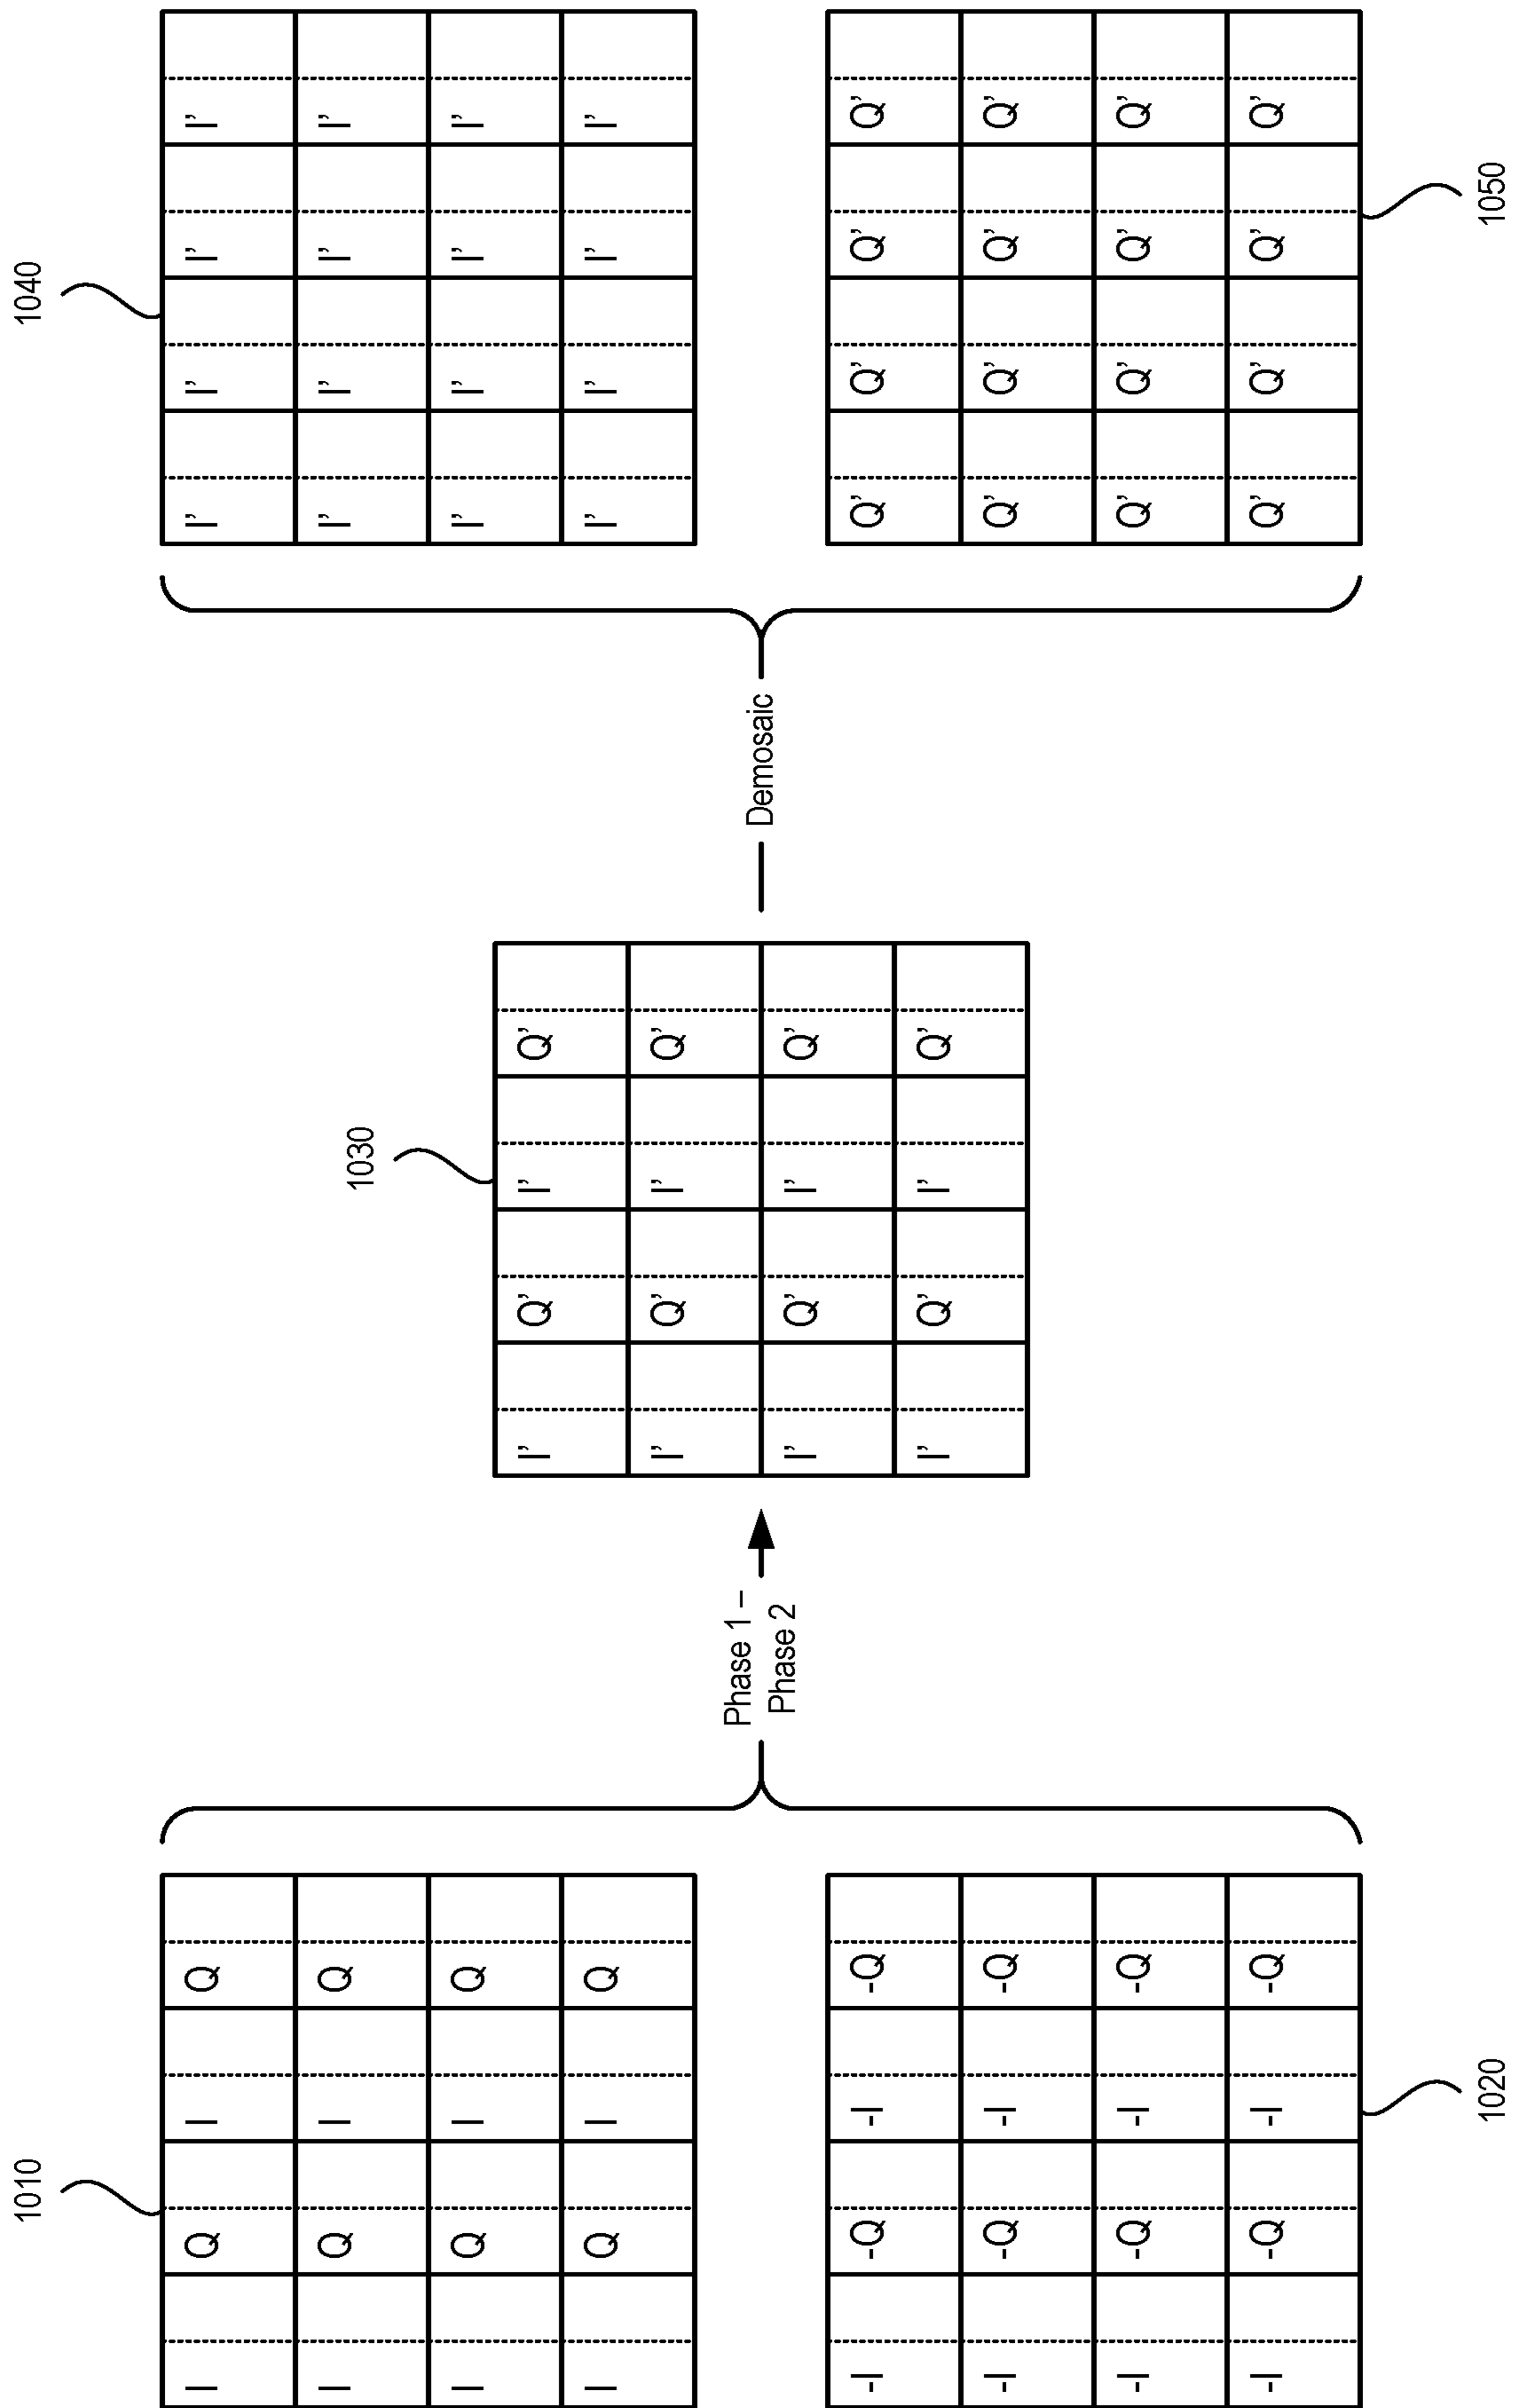 1010
I Q I Q
I Q I Q
I Q I Q
I Q I Q
-I -Q -I -Q
-I -Q -I -Q
-I -Q -I -Q
-I -Q -I -Q
1020
Phase 1 –
Phase 2
1030
I’ Q’ I’ Q’
I’ Q’ I’ Q’
I’ Q’ I’ Q’
I’ Q’ I’ Q’
Demosaic
1040
I’ I’ I’ I’
I’ I’ I’ I’
I’ I’ I’ I’
I’ I’ I’ I’
Q’ Q’ Q’ Q’
Q’ Q’ Q’ Q’
Q’ Q’ Q’ Q’
Q’ Q’ Q’ Q’
1050